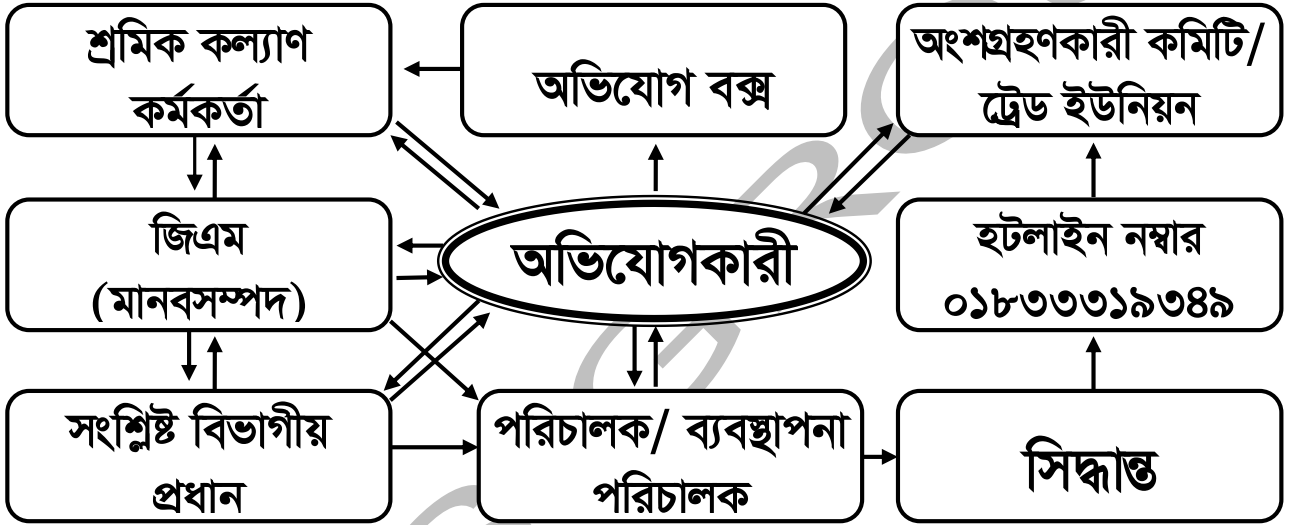 শ্রমিক কল্যাণ
কর্মকর্তা
অভিযোগ বক্স
অংশগ্রহণকারী কমিটি/
ট্রেড ইউনিয়ন
জিএম
(মানবসম্পদ)
অভিযোগকারী
হটলাইন নম্বার
০১৮৩৩৩১৯৩৪৯
সংশ্লিষ্ট বিভাগীয়
প্রধান
পরিচালক/ ব্যবস্থাপনা
পরিচালক
সিদ্ধান্ত